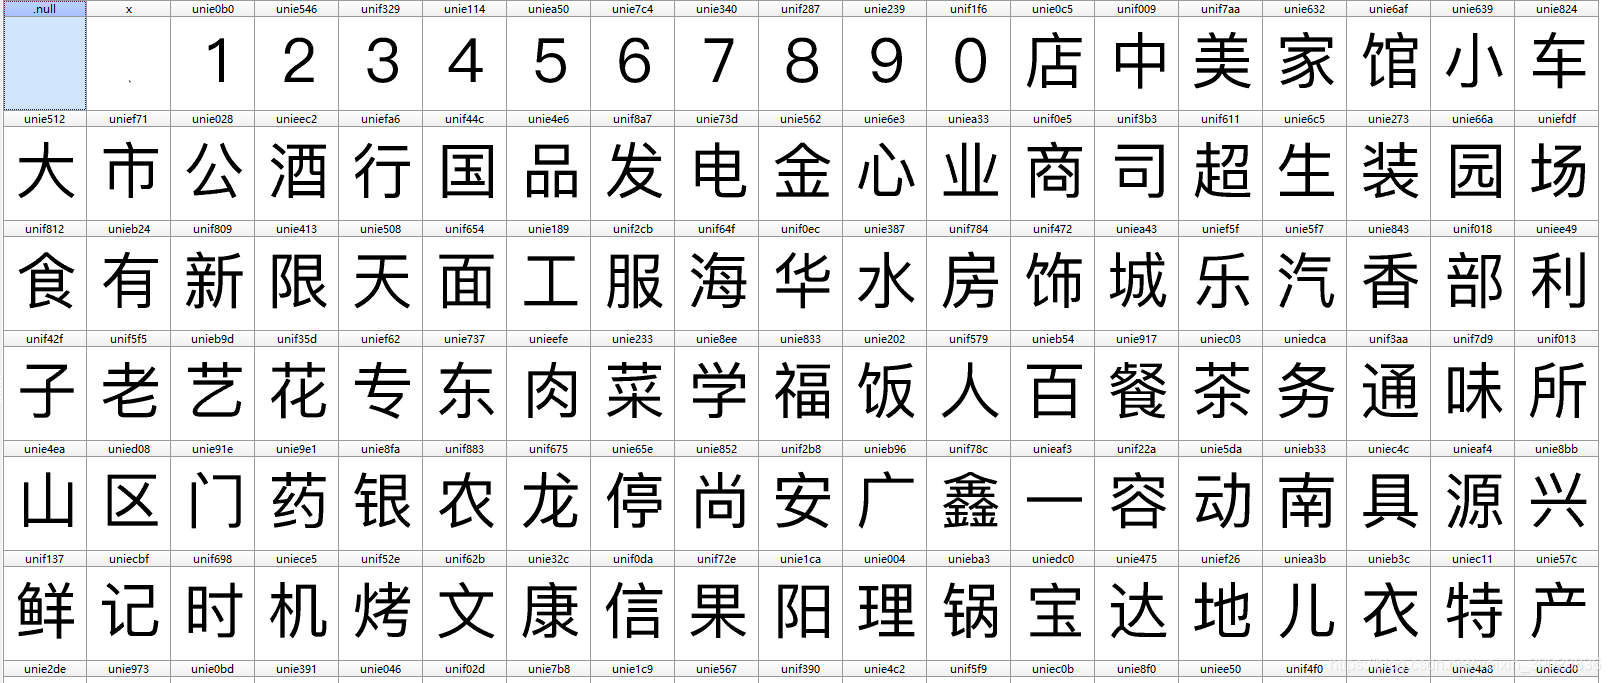 .null x unie0b0 unie546 unif329 unie114 uniea50 unie7c4 unie324 unif287 unie239 unif1f6 unie0c5 unif009 unif7aa unie632 unie6af unie639 unie824
、 1 2 3 4 5 6 7 8 9 0 店 中 美 家 馆 小 车
unie512 unief71 unie028 unieec2 uniefa6 unif44c unie4e6 unif8a7 unie73d unie562 unie6e3 uniea33 unif0e5 unif3b3 unif611 unie6c5 unie273 unie66a uniefdf
大 市 公 酒 行 国 品 发 电 金 心 业 商 司 超 生 装 园 场
unif812 unieb24 unif809 unie413 unie508 unif654 unie189 unif2cb unif64f unif0ec unie387 unif784 unif472 uniea43 unief5f unie5f7 unie843 unif018 uniee49
食 有 新 限 天 面 工 服 海 华 水 房 饰 城 乐 汽 香 部 利
unif42f unif5f5 unieb9d unif35d unief62 unie737 unieefe unie233 unie8ee unie833 unie202 unif579 unieb54 unie917 uniec03 uniedca unif3aa unif7d9 unif013
子 老 艺 花 专 东 肉 菜 学 福 饭 人 百 餐 茶 务 通 味 所
unie4ea unied08 unie91e unie9e1 unie8fa unif883 unif675 unie65e unie852 unif2b8 unieb96 unif78c unieaf3 unif22a unie5da unieb33 uniec4c unieaf4 unie8bb
山 区 门 药 银 农 龙 停 尚 安 广 鑫 一 容 动 南 具 源 兴
unif137 uniecbf unif698 uniece5 unif52e unif62b unie32c unif0da unif72e unie1ca unie004 unieba3 uniedc0 unie475 unief26 uniea3b unieb3c uniec11 unie57c
鲜 记 时 机 烤 文 康 信 果 阳 理 锅 宝 达 地 儿 衣 特 产
unie2de unie973 unie0bd unie391 unie046 unif02d unie7b8 unie1c9 unie567 unif390 unie4c2 unif5f9 uniec0b unie8f0 uniee50 unif4f0 unie1ce unie4a8 uniecd0